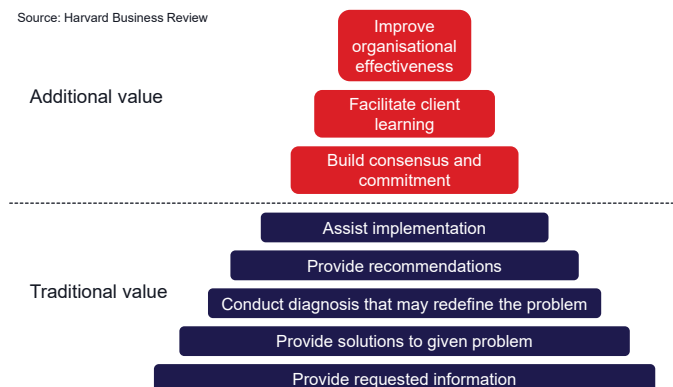 Source: Harvard Business Review
Improve
organisational
effectiveness
Additional value
Facilitate client
learning
Build consensus and
commitment
Assist implementation
Provide recommendations
Traditional value
Conduct diagnosis that may redefine the problem
Provide solutions to given problem
Provide requested information